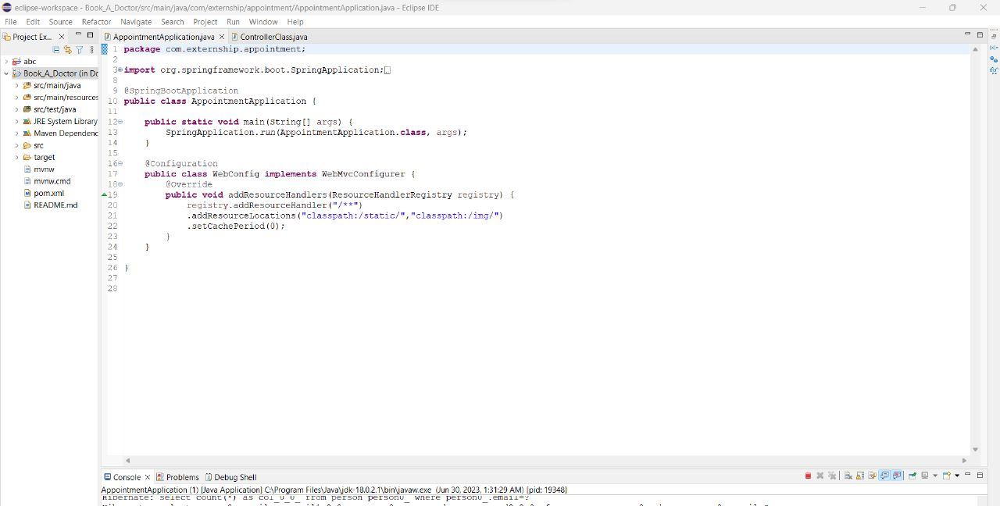 eclipse-workspace - Book_A_Doctor/src/main/java/com/externship/appointment/AppointmentApplication.java - Eclipse IDE
File Edit Source Refactor Navigate Search Project Run Window Help
Project Ex...
abc
Book_A_Doctor (in Dc
src/main/java
src/main/resources
src/test/java
JRE System Library
Maven Dependenc
src
target
mvnw
mvnw.cmd
pom.xml
README.md
AppointmentApplication.java ControllerClass.java
1 package com.externship.appointment;
2
3 import org.springframework.boot.SpringApplication;
8
9 @SpringBootApplication
10 public class AppointmentApplication {
11
12 public static void main(String[] args) {
13 SpringApplication.run(AppointmentApplication.class, args);
14 }
15
16 @Configuration
17 public class WebConfig implements WebMvcConfigurer {
18 @Override
19 public void addResourceHandlers(ResourceHandlerRegistry registry) {
20 registry.addResourceHandler("/**")
21 .addResourceLocations("classpath:/static/","classpath:/img/")
22 .setCachePeriod(0);
23 }
24 }
25
26 }
27
28
Console Problems Debug Shell
AppointmentApplication (1) [Java Application] C:\Program Files\Java\jdk-18.0.2.1\bin\javaw.exe (Jun 30, 2023, 1:31:29 AM) [pid: 19348]
Hibernate: select count(*) as col_0_0_ from person person0_ where person0_.email=?